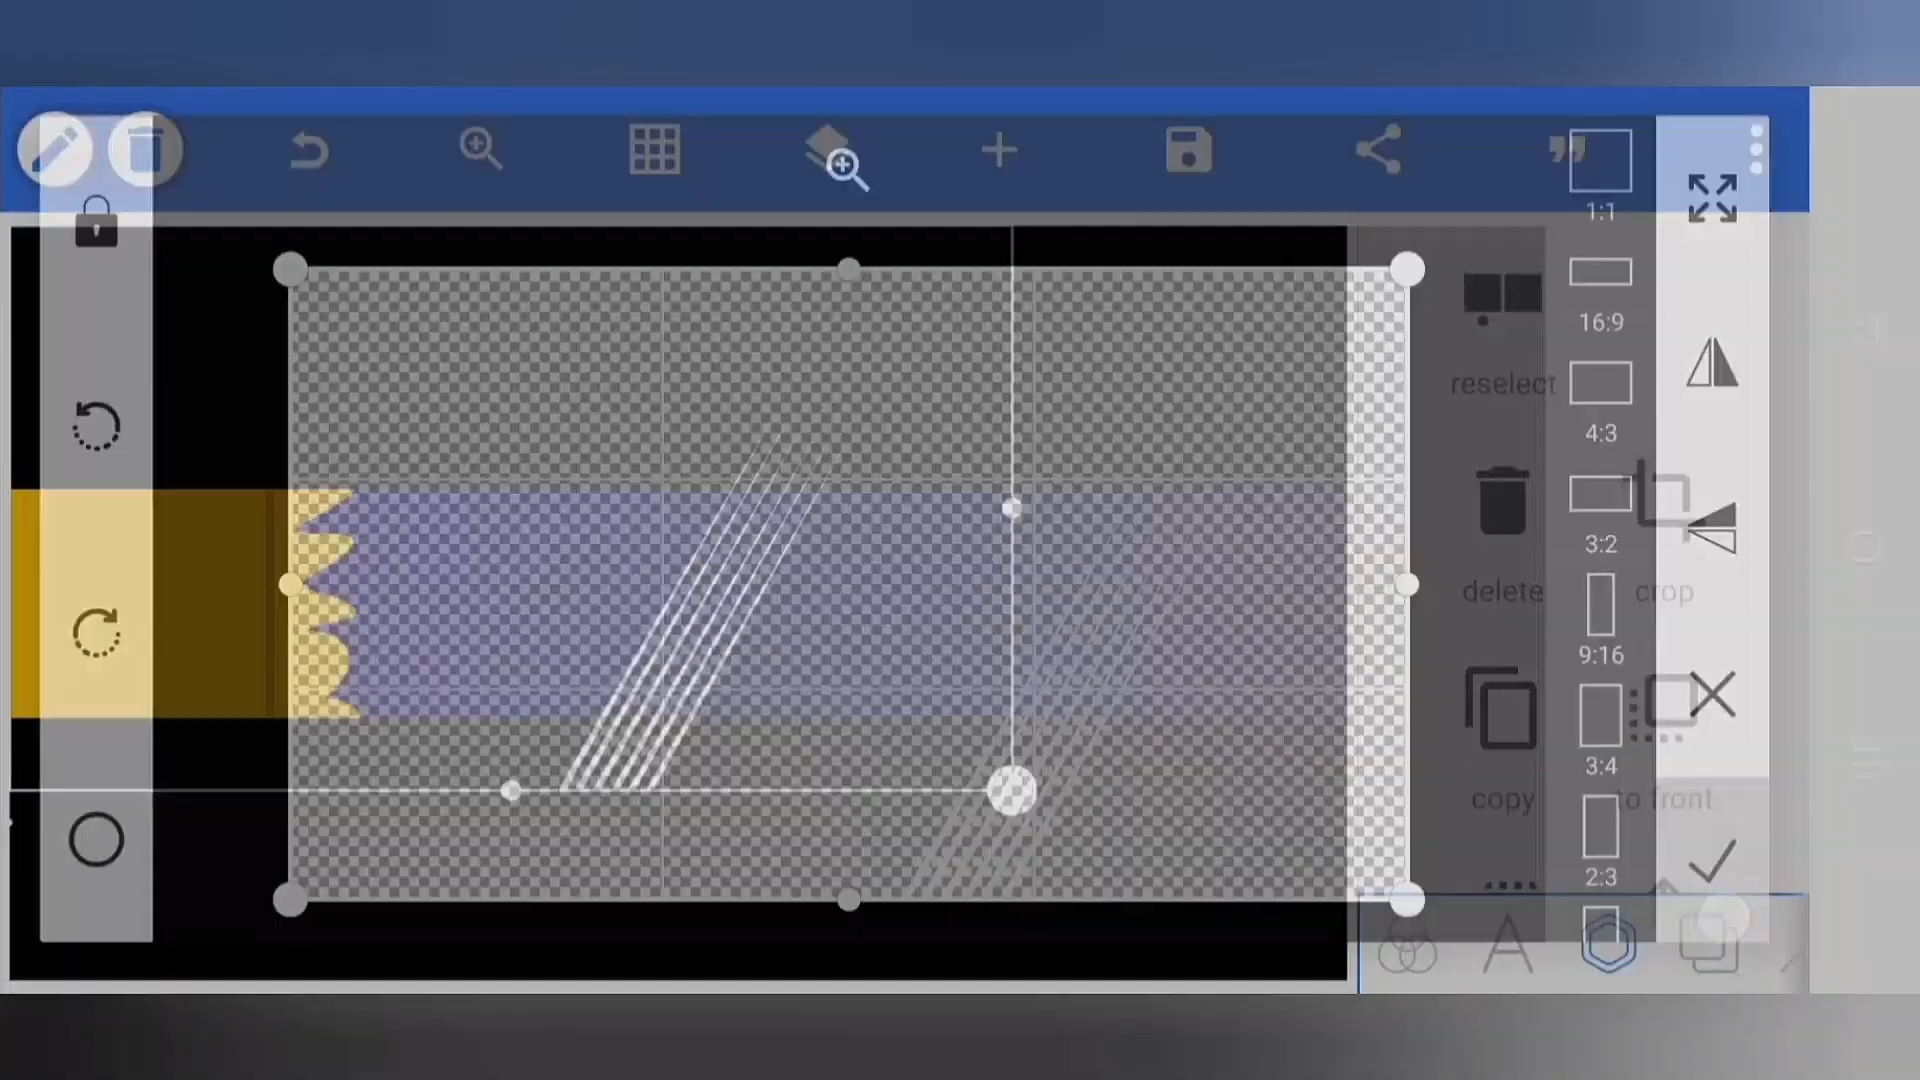 1:1
16:9
reselect
4:3
3:2
delete
crop
9:16
3:4
copy
to front
2:3
A